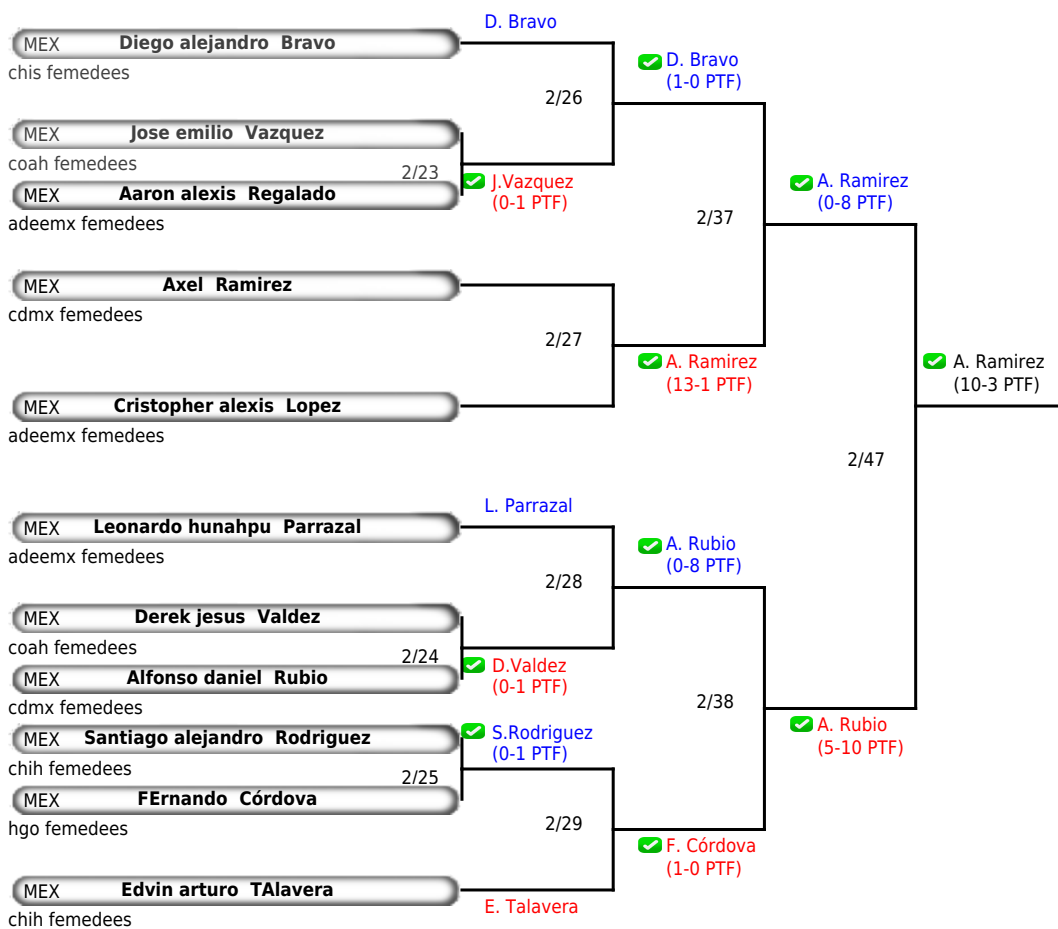 D. Bravo
MEX Diego alejandro Bravo
chis femedees
D. Bravo
(1-0 PTF)
2/26
MEX Jose emilio Vazquez
coah femedees
2/23
J.Vazquez
(0-1 PTF)
MEX Aaron alexis Regalado
adeemx femedees
A. Ramirez
(0-8 PTF)
2/37
MEX Axel Ramirez
cdmx femedees
2/27
A. Ramirez
(13-1 PTF)
A. Ramirez
(10-3 PTF)
MEX Cristopher alexis Lopez
adeemx femedees
2/47
L. Parrazal
MEX Leonardo hunahpu Parrazal
adeemx femedees
A. Rubio
(0-8 PTF)
2/28
MEX Derek jesus Valdez
coah femedees
2/24
D.Valdez
(0-1 PTF)
MEX Alfonso daniel Rubio
cdmx femedees
2/38
A. Rubio
(5-10 PTF)
MEX Santiago alejandro Rodriguez
chih femedees
S.Rodriguez
(0-1 PTF)
2/25
MEX FErnando Córdova
hgo femedees
2/29
F. Córdova
(1-0 PTF)
MEX Edvin arturo TAlavera
chih femedees
E. Talavera